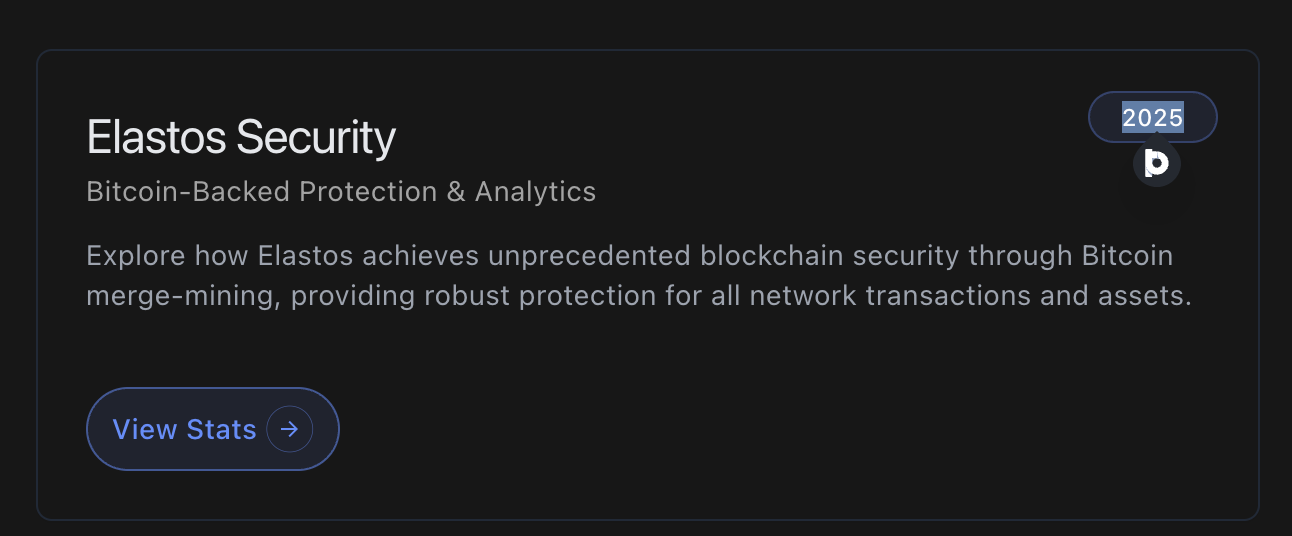 Elastos Security
2025
Bitcoin-Backed Protection & Analytics
Explore how Elastos achieves unprecedented blockchain security through Bitcoin
merge-mining, providing robust protection for all network transactions and assets.
View Stats